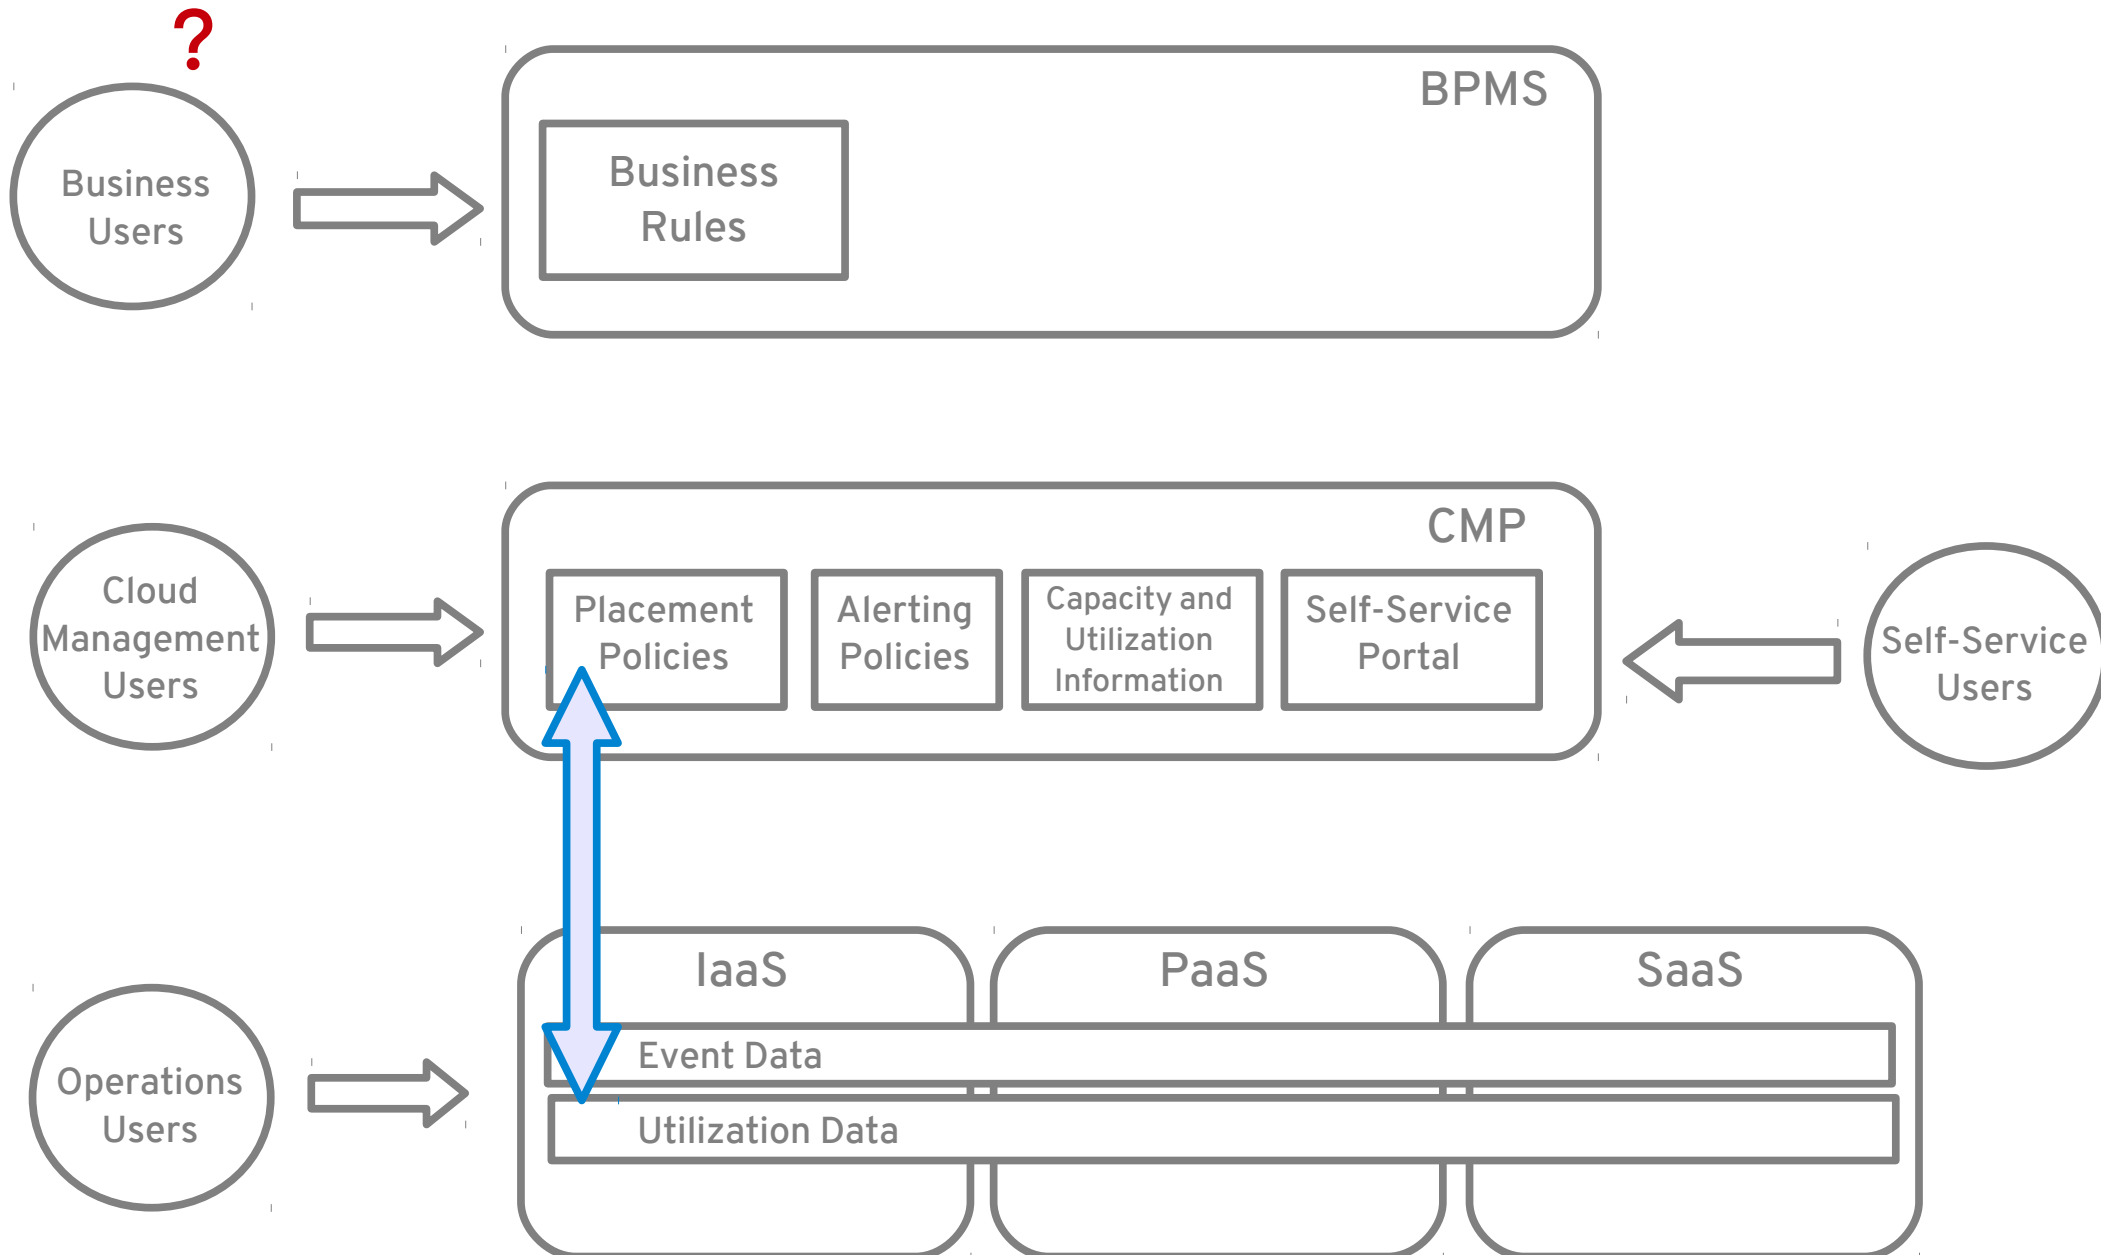 ?
BPMS
Business
Users
Business
Rules
CMP
Cloud
Management
Users
Placement
Policies
Alerting
Policies
Capacity and
Utilization
Information
Self-Service
Portal
Self-Service
Users
IaaS
PaaS
SaaS
Operations
Users
Event Data
Utilization Data